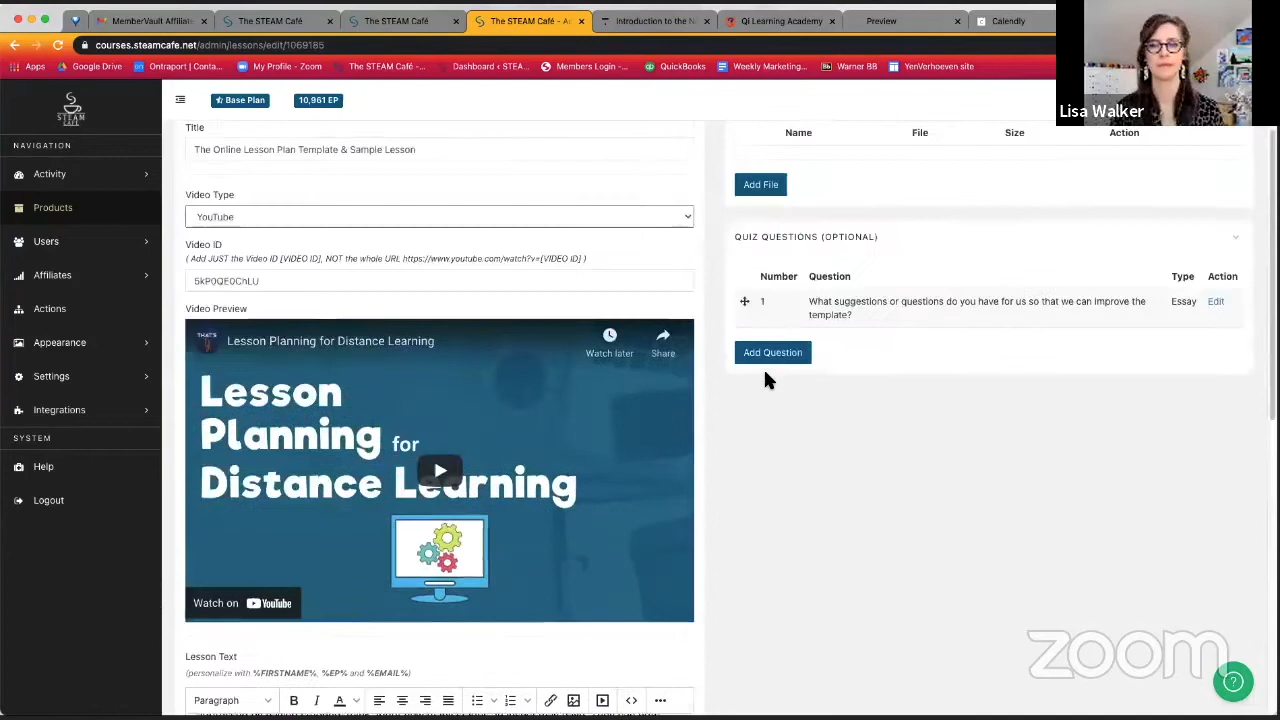 MemberVault Affiliate
The STEAM Café
The STEAM Café
The STEAM Café - A
Introduction to the N
Qi Learning Academy
Preview
Calendly
courses.steamcafe.net/admin/lessons/edit/1069185
Apps
Google Drive
Ontraport | Conta...
My Profile - Zoom
The STEAM Café -...
Dashboard < STEA...
Members Login -...
QuickBooks
Weekly Marketing...
Warner BB
YenVerhoeven site
Lisa Walker
STEAM
CAFÉ
Base Plan
10,961 EP
NAVIGATION
Activity
Products
Users
Affiliates
Actions
Appearance
Settings
Integrations
SYSTEM
Help
Logout
Title
The Online Lesson Plan Template & Sample Lesson
Video Type
YouTube
Video ID
( Add JUST the Video ID [VIDEO ID], NOT the whole URL https://www.youtube.com/watch?v=[VIDEO ID] )
5kP0QE0ChLU
Video Preview
THAT'S
Lesson Planning for Distance Learning
Watch later
Share
Lesson
Planning for
Distance Learning
Watch on YouTube
Lesson Text
(personalize with %FIRSTNAME%, %EP% and %EMAIL%)
Paragraph
B I A
Name File Size Action
Add File
QUIZ QUESTIONS (OPTIONAL)
Number Question Type Action
1 What suggestions or questions do you have for us so that we can improve the Essay Edit
template?
Add Question
zoom